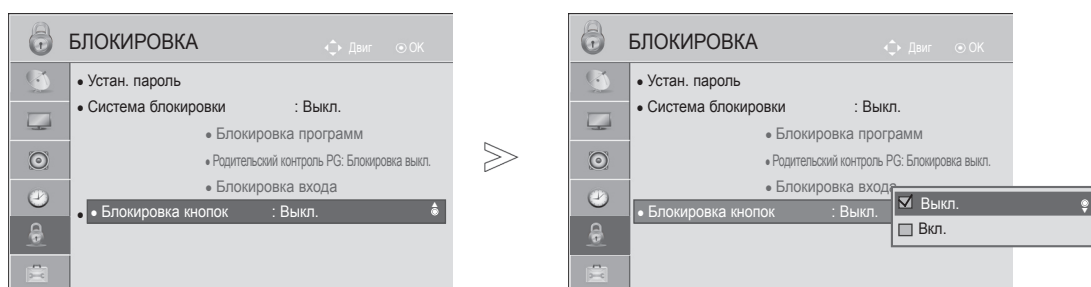 БЛОКИРОВКА
Двиг OK
• Устан. пароль
• Система блокировки : Выкл.
• Блокировка программ
• Родительский контроль PG: Блокировка выкл.
• Блокировка входа
• • Блокировка кнопок : Выкл.
БЛОКИРОВКА
Двиг OK
• Устан. пароль
• Система блокировки : Выкл.
• Блокировка программ
• Родительский контроль PG: Блокировка выкл.
• Блокировка входа
• Блокировка кнопок : Выкл.
Выкл.
Вкл.